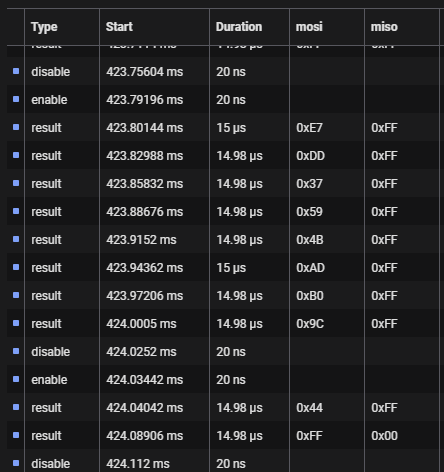 Type Start Duration mosi miso
disable 423.75604 ms 20 ns
enable 423.79196 ms 20 ns
result 423.80144 ms 15 µs 0xE7 0xFF
result 423.82988 ms 14.98 µs 0xDD 0xFF
result 423.85832 ms 14.98 µs 0x37 0xFF
result 423.88676 ms 14.98 µs 0x59 0xFF
result 423.9152 ms 14.98 µs 0x4B 0xFF
result 423.94362 ms 15 µs 0xAD 0xFF
result 423.97206 ms 14.98 µs 0xB0 0xFF
result 424.0005 ms 14.98 µs 0x9C 0xFF
disable 424.0252 ms 20 ns
enable 424.03442 ms 20 ns
result 424.04042 ms 14.98 µs 0x44 0xFF
result 424.08906 ms 14.98 µs 0xFF 0x00
disable 424.112 ms 20 ns